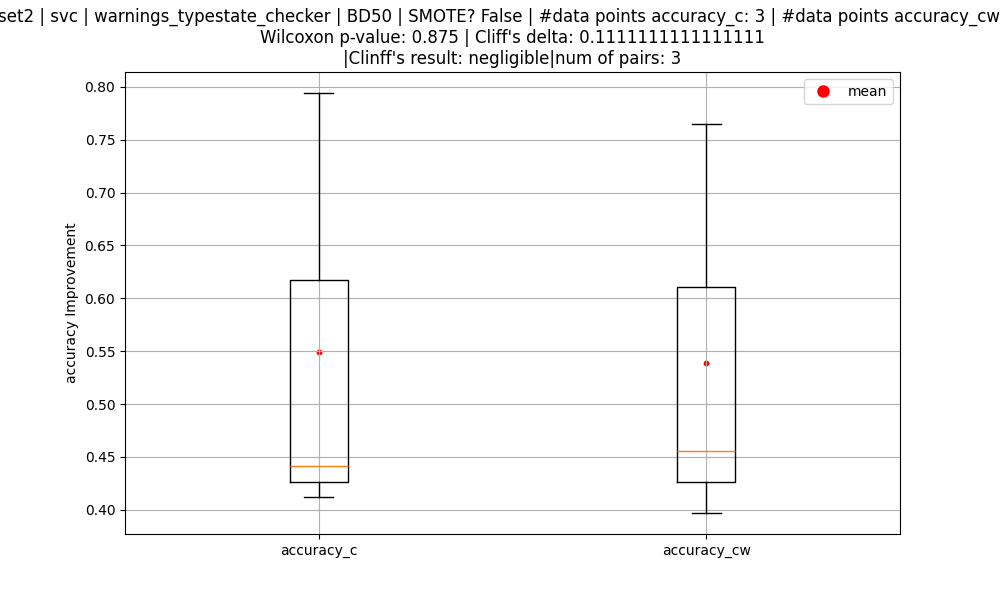 set2 | svc | warnings_typestate_checker | BD50 | SMOTE? False | #data points accuracy_c: 3 | #data points accuracy_cw
Wilcoxon p-value: 0.875 | Cliff's delta: 0.1111111111111111
|Clinff's result: negligible|num of pairs: 3
mean
0.80
0.75
0.70
0.65
0.60
0.55
0.50
0.45
0.40
accuracy Improvement
accuracy_c
accuracy_cw